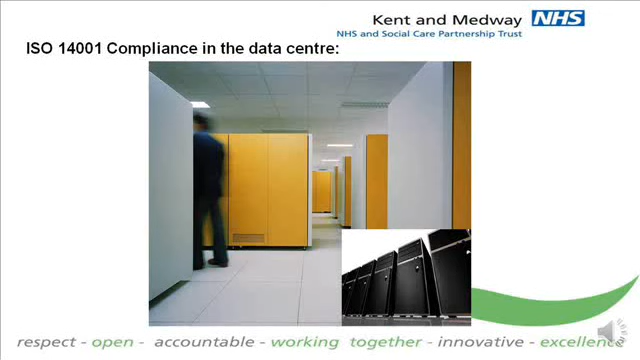 Kent and Medway NHS
NHS and Social Care Partnership Trust
ISO 14001 Compliance in the data centre:
respect - open - accountable - working together - innovative - excellence